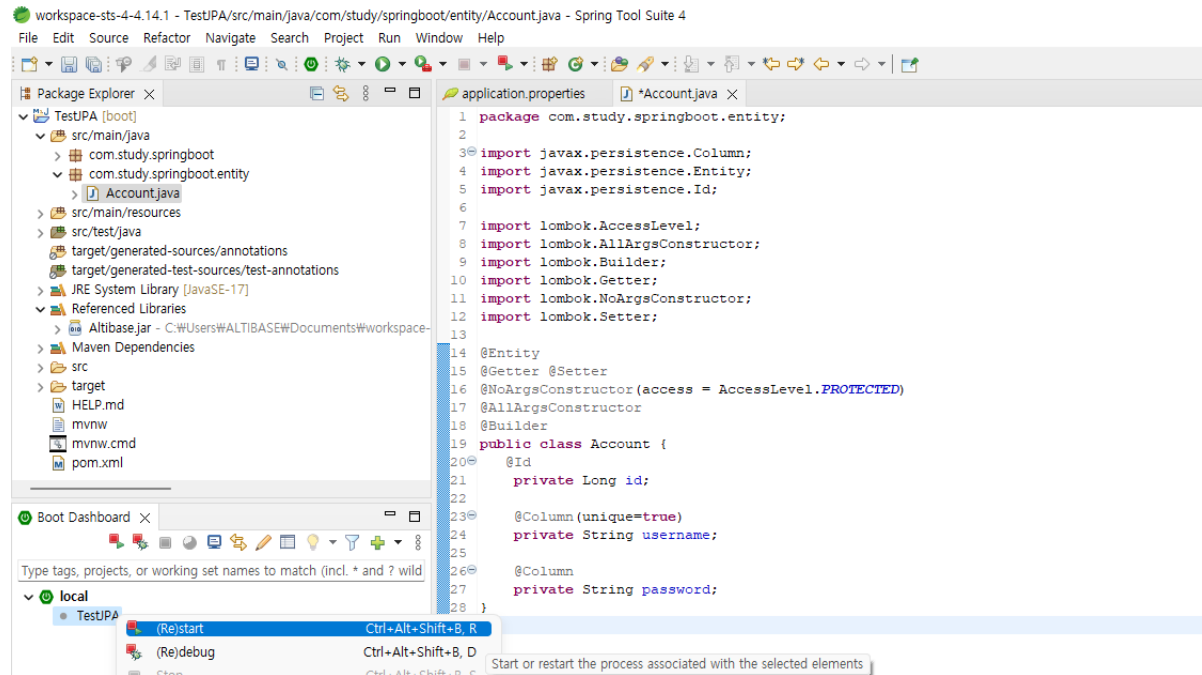 workspace-sts-4-4.14.1 - TestJPA/src/main/java/com/study/springboot/entity/Account.java - Spring Tool Suite 4
File Edit Source Refactor Navigate Search Project Run Window Help
Package Explorer
TestJPA [boot]
src/main/java
com.study.springboot
com.study.springboot.entity
Account.java
src/main/resources
src/test/java
target/generated-sources/annotations
target/generated-test-sources/test-annotations
JRE System Library [JavaSE-17]
Referenced Libraries
Altibase.jar - C:₩Users₩ALTIBASE₩Documents₩workspace-
Maven Dependencies
src
target
HELP.md
mvnw
mvnw.cmd
pom.xml
Boot Dashboard
Type tags, projects, or working set names to match (incl. * and ? wild
local
TestJPA
(Re)start Ctrl+Alt+Shift+B, R
(Re)debug Ctrl+Alt+Shift+B, D
Stop Ctrl+Alt+Shift+B, S
Start or restart the process associated with the selected elements
application.properties *Account.java
1 package com.study.springboot.entity;
2
3 import javax.persistence.Column;
4 import javax.persistence.Entity;
5 import javax.persistence.Id;
6
7 import lombok.AccessLevel;
8 import lombok.AllArgsConstructor;
9 import lombok.Builder;
10 import lombok.Getter;
11 import lombok.NoArgsConstructor;
12 import lombok.Setter;
13
14 @Entity
15 @Getter @Setter
16 @NoArgsConstructor(access = AccessLevel.PROTECTED)
17 @AllArgsConstructor
18 @Builder
19 public class Account {
20 @Id
21 private Long id;
22
23 @Column(unique=true)
24 private String username;
25
26 @Column
27 private String password;
28 }